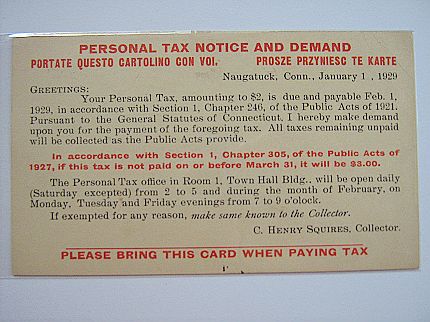 PERSONAL TAX NOTICE AND DEMAND
PORTATE QUESTO CARTOLINO CON VOI. PROSZE PRZYNIESC TE KARTE
Naugatuck, Conn., January 1, 1929
GREETINGS:
Your Personal Tax, amounting to $2, is due and payable Feb. 1,
1929, in accordance with Section 1, Chapter 246, of the Public Acts of 1921.
Pursuant to the General Statutes of Connecticut, I hereby make demand
upon you for the payment of the foregoing tax. All taxes remaining unpaid
will be collected as the Public Acts provide.
In accordance with Section 1, Chapter 305, of the Public Acts of
1927, if this tax is not paid on or before March 31, it will be $3.00.
The Personal Tax office in Room 1, Town Hall Bldg., will be open daily
(Saturday excepted) from 2 to 5 and during the month of February, on
Monday, Tuesday and Friday evenings from 7 to 9 o'clock.
If exempted for any reason, make same known to the Collector.
C. HENRY SQUIRES, Collector.
PLEASE BRING THIS CARD WHEN PAYING TAX